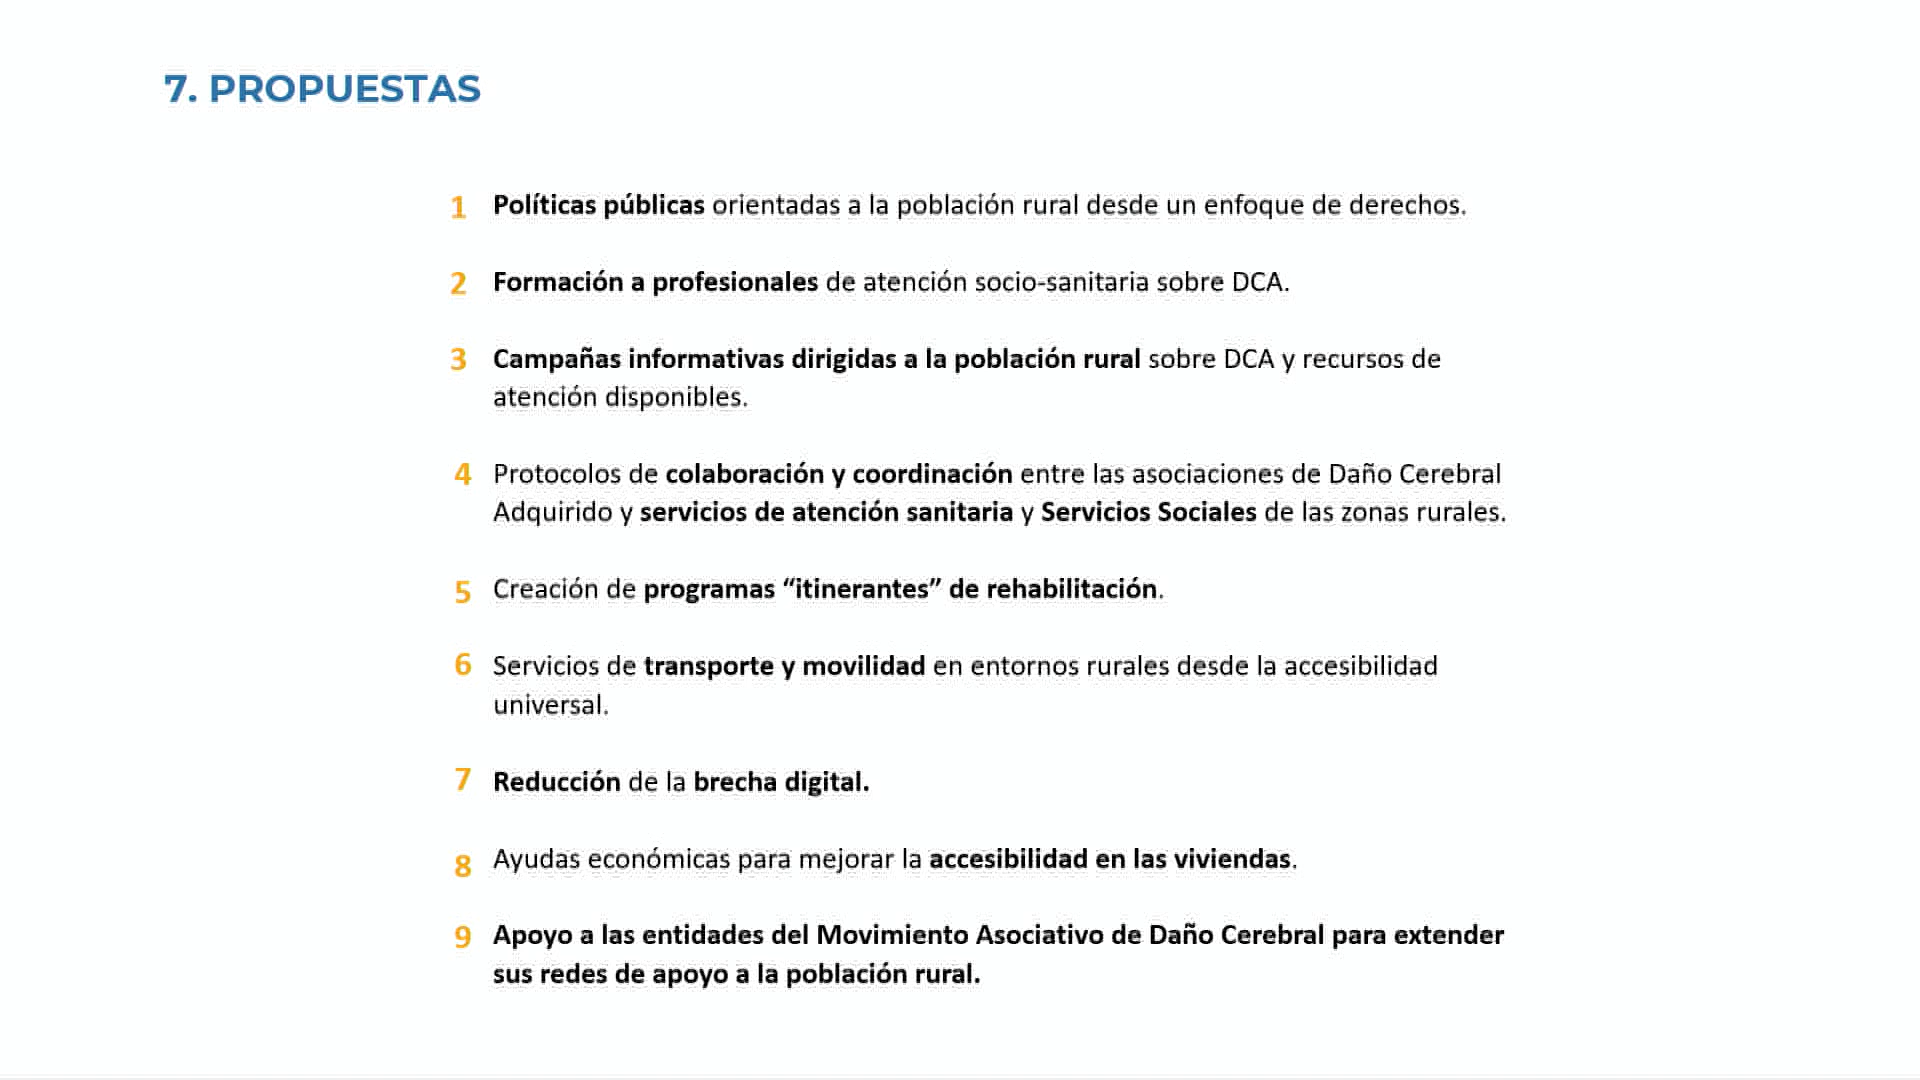 7. PROPUESTAS
1 Políticas públicas orientadas a la población rural desde un enfoque de derechos.
2 Formación a profesionales de atención socio-sanitaria sobre DCA.
3 Campañas informativas dirigidas a la población rural sobre DCA y recursos de
atención disponibles.
4 Protocolos de colaboración y coordinación entre las asociaciones de Daño Cerebral
Adquirido y servicios de atención sanitaria y Servicios Sociales de las zonas rurales.
5 Creación de programas “itinerantes” de rehabilitación.
6 Servicios de transporte y movilidad en entornos rurales desde la accesibilidad
universal.
7 Reducción de la brecha digital.
8 Ayudas económicas para mejorar la accesibilidad en las viviendas.
9 Apoyo a las entidades del Movimiento Asociativo de Daño Cerebral para extender
sus redes de apoyo a la población rural.